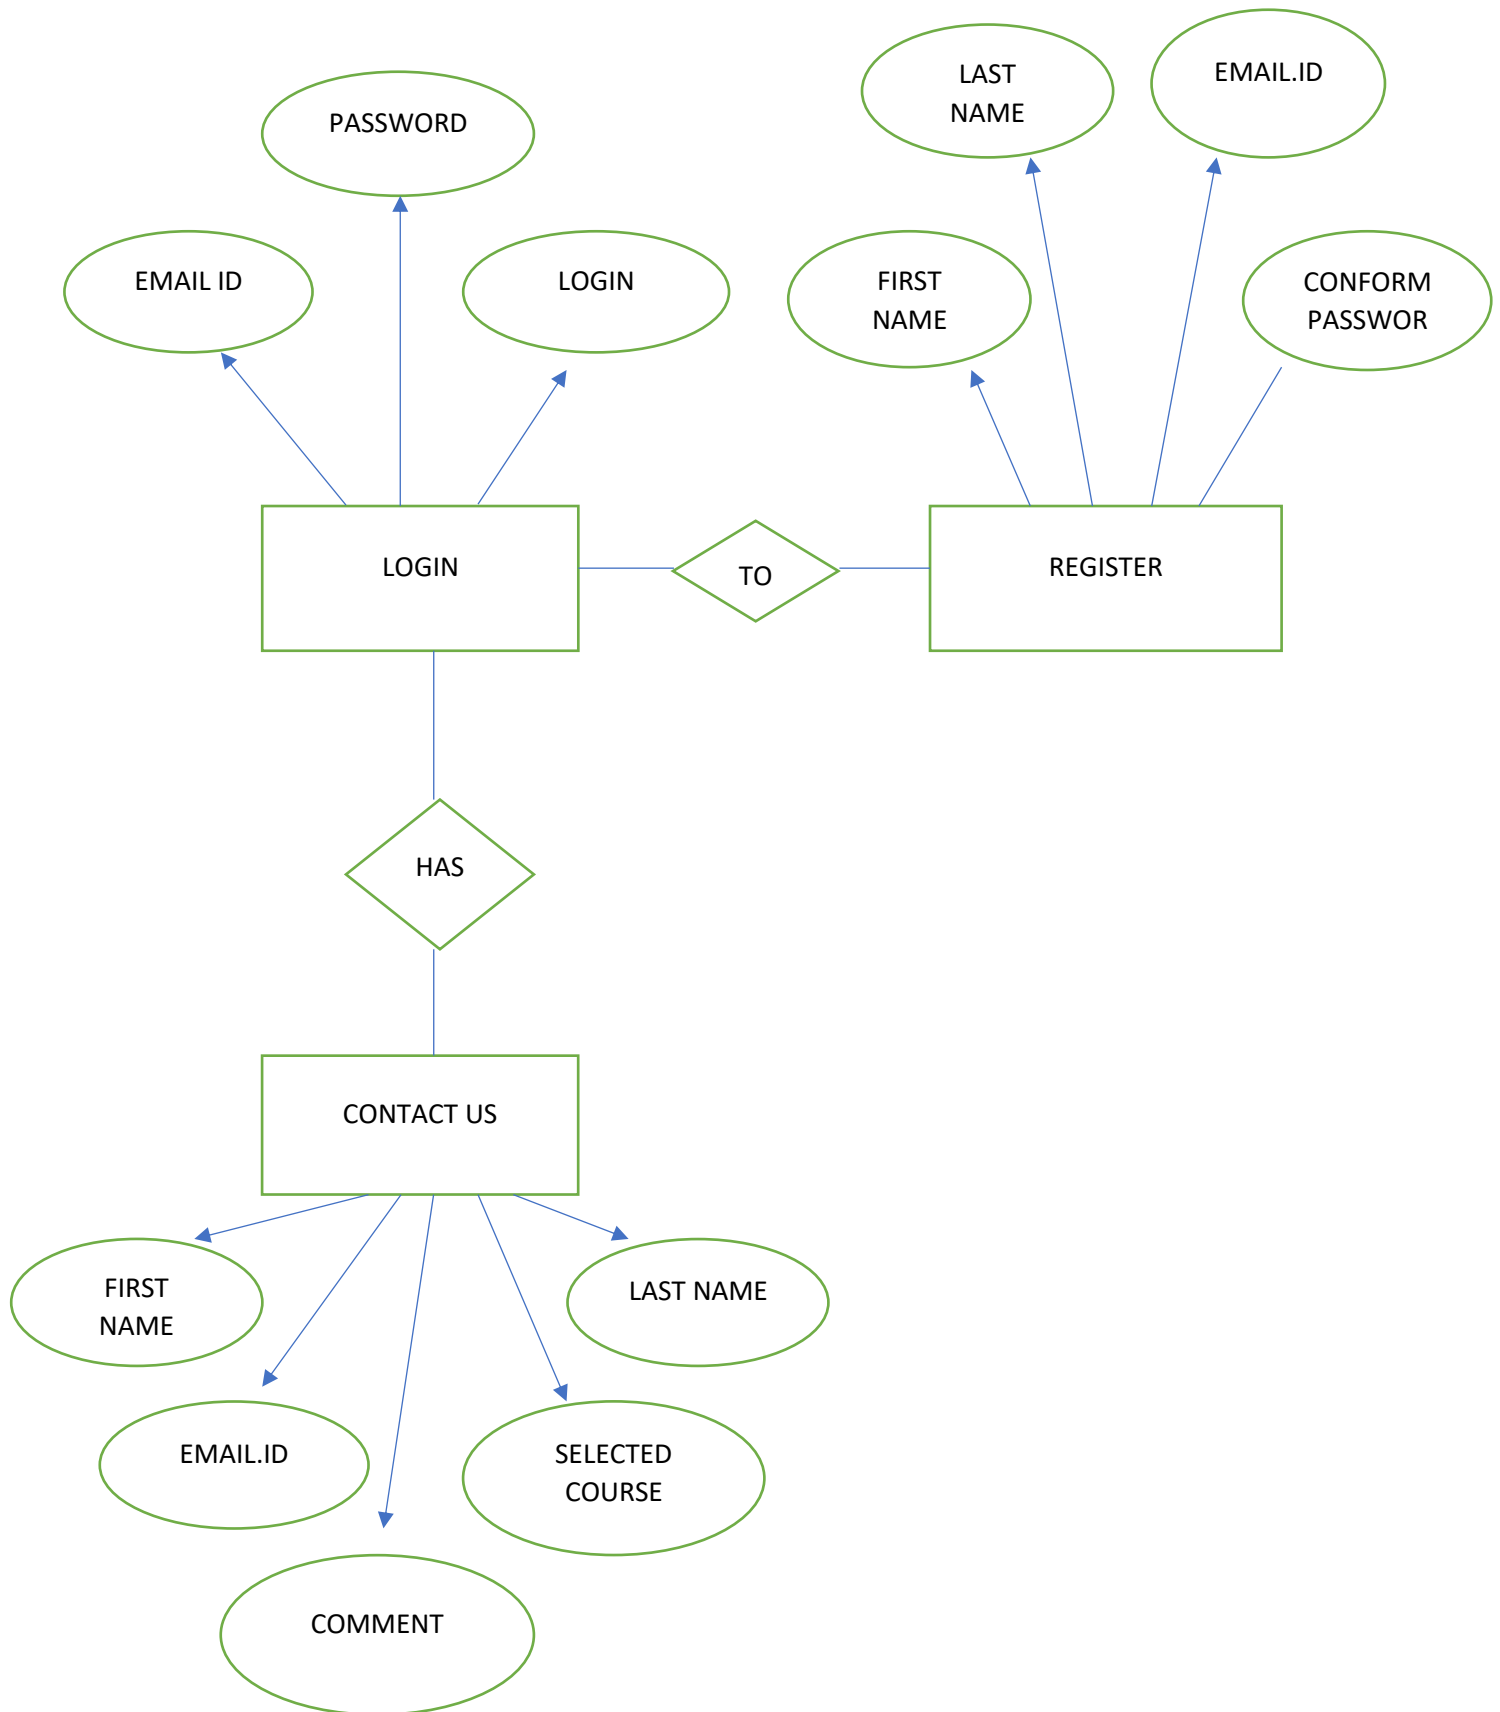 LAST
NAME
EMAIL.ID
PASSWORD
EMAIL ID
LOGIN
FIRST
NAME
CONFORM
PASSWOR
LOGIN
TO
REGISTER
HAS
CONTACT US
FIRST
NAME
LAST NAME
EMAIL.ID
SELECTED
COURSE
COMMENT